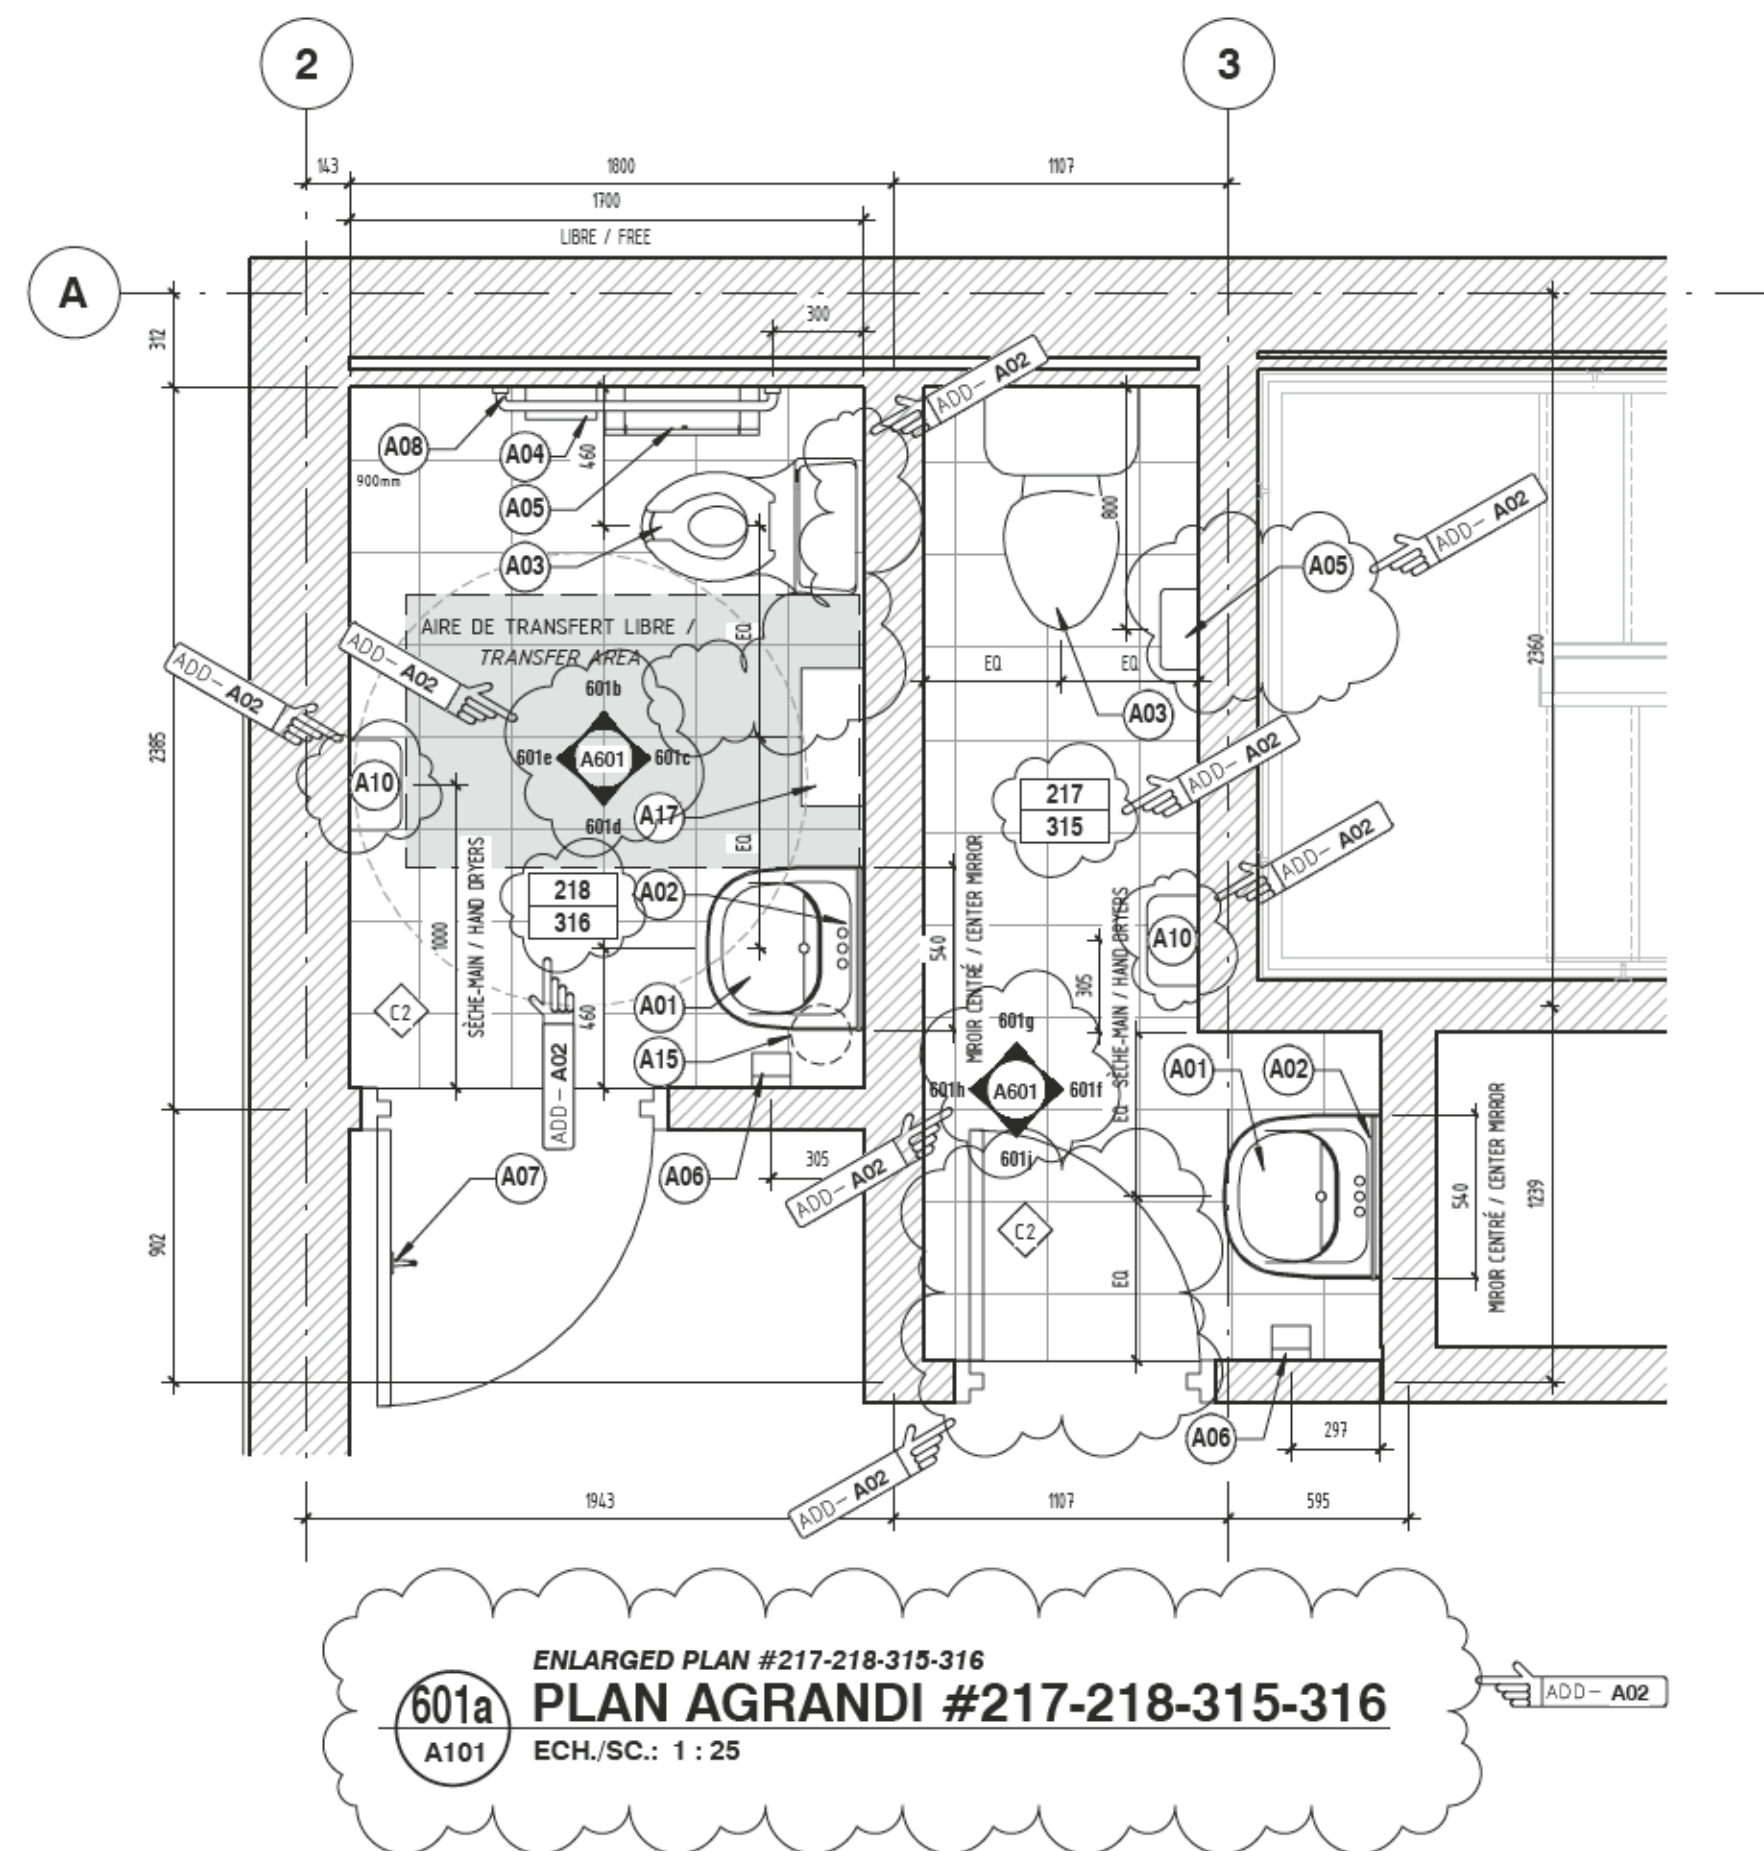 2
3
143
1800
1107
1700
LIBRE / FREE
A
312
300
ADD- A02
A08
A04
460
900mm
A05
A03
800
A05
ADD- A02
AIRE DE TRANSFERT LIBRE /
TRANSFER AREA
EQ
EQ
EQ
2360
ADD- A02
ADD- A02
601b
601e
A601
601c
601d
A03
ADD- A02
2385
A10
A17
EQ
217
315
ADD- A02
218
316
A02
SÈCHE-MAIN / HAND DRYERS
1000
540
MIROIR CENTRÉ / CENTER MIRROR
A10
305
SÈCHE-MAIN / HAND DRYERS
C2
A01
460
A15
ADD- A02
601g
601h
A601
601f
601j
EQ
A01
A02
A07
A06
305
ADD- A02
C2
540
MIROR CENTRÉ / CENTER MIRROR
1239
902
EQ
A06
297
ADD- A02
1943
1107
595
ENLARGED PLAN #217-218-315-316
601a
PLAN AGRANDI #217-218-315-316
A101
ECH./SC.: 1 : 25
ADD- A02